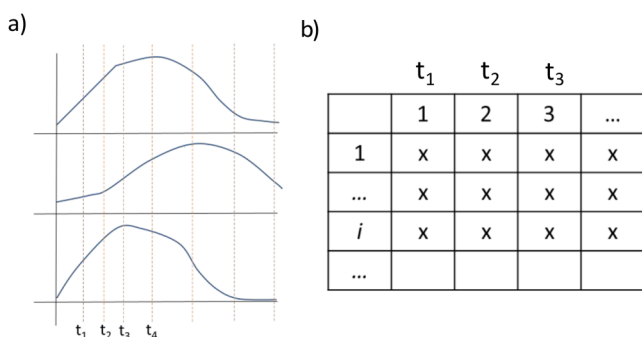 a)
t₁ t₂ t₃ t₄
b)
t₁ t₂ t₃
1 2 3 ...
1 x x x x
... x x x x
i x x x x
...